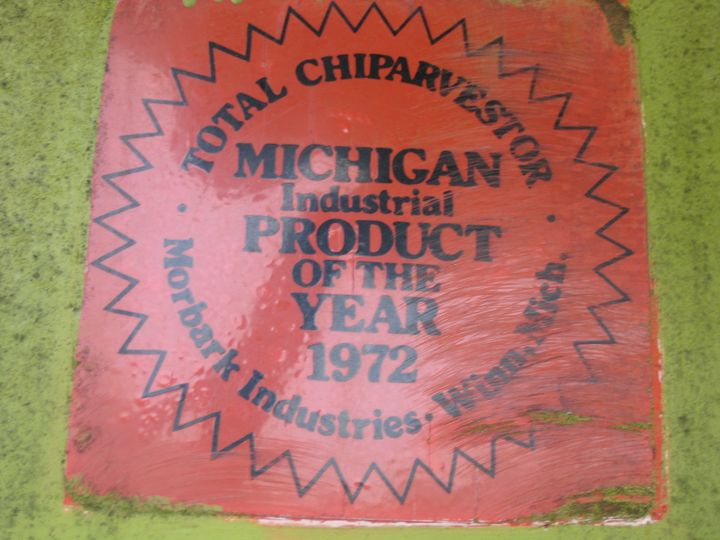 TOTAL CHIPARVESTOR
MICHIGAN
Industrial
PRODUCT
OF THE
YEAR
1972
Morbark Industries. Winn, Mich.